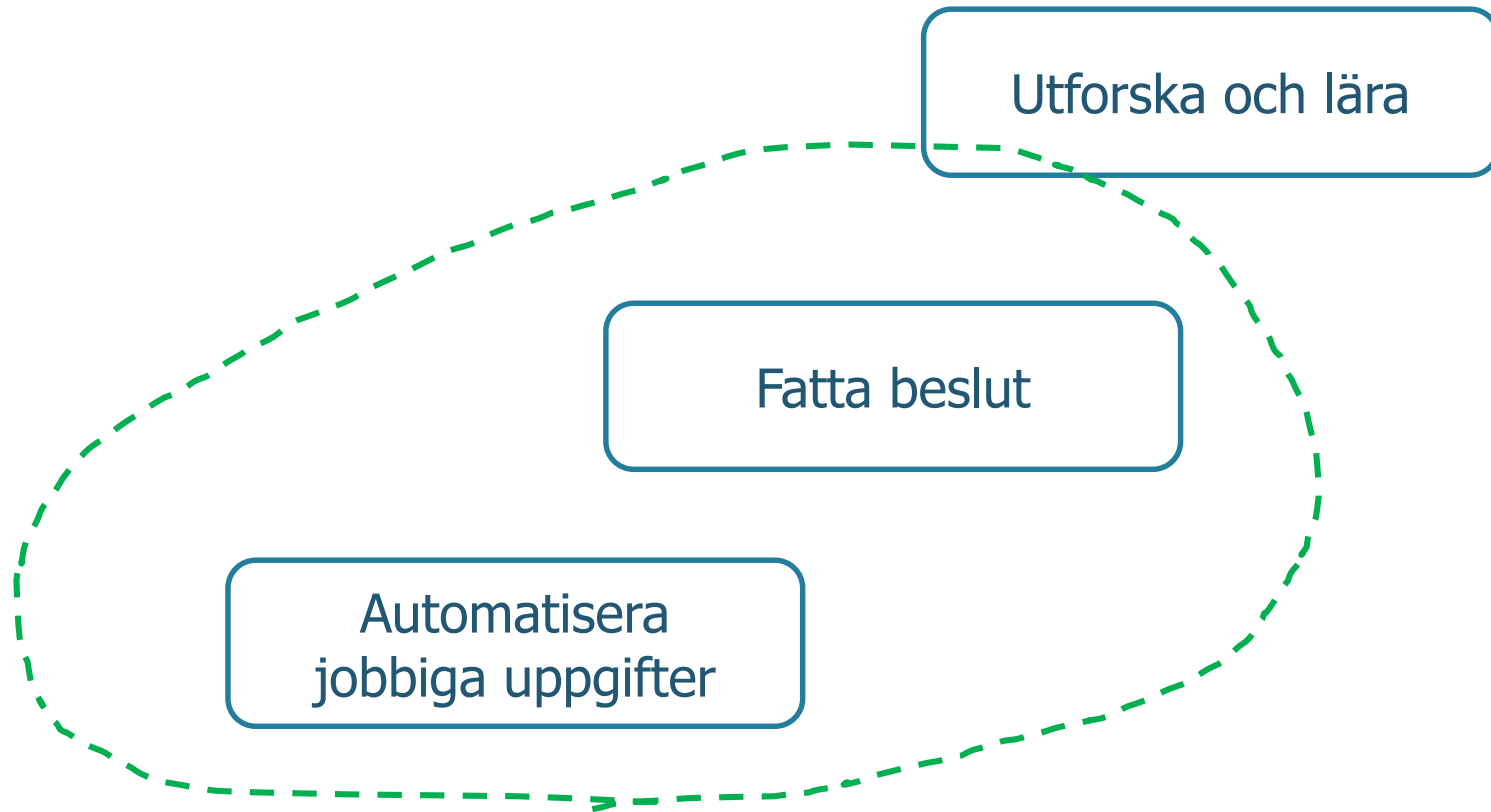 Utforska och lära
Fatta beslut
Automatisera
jobbiga uppgifter